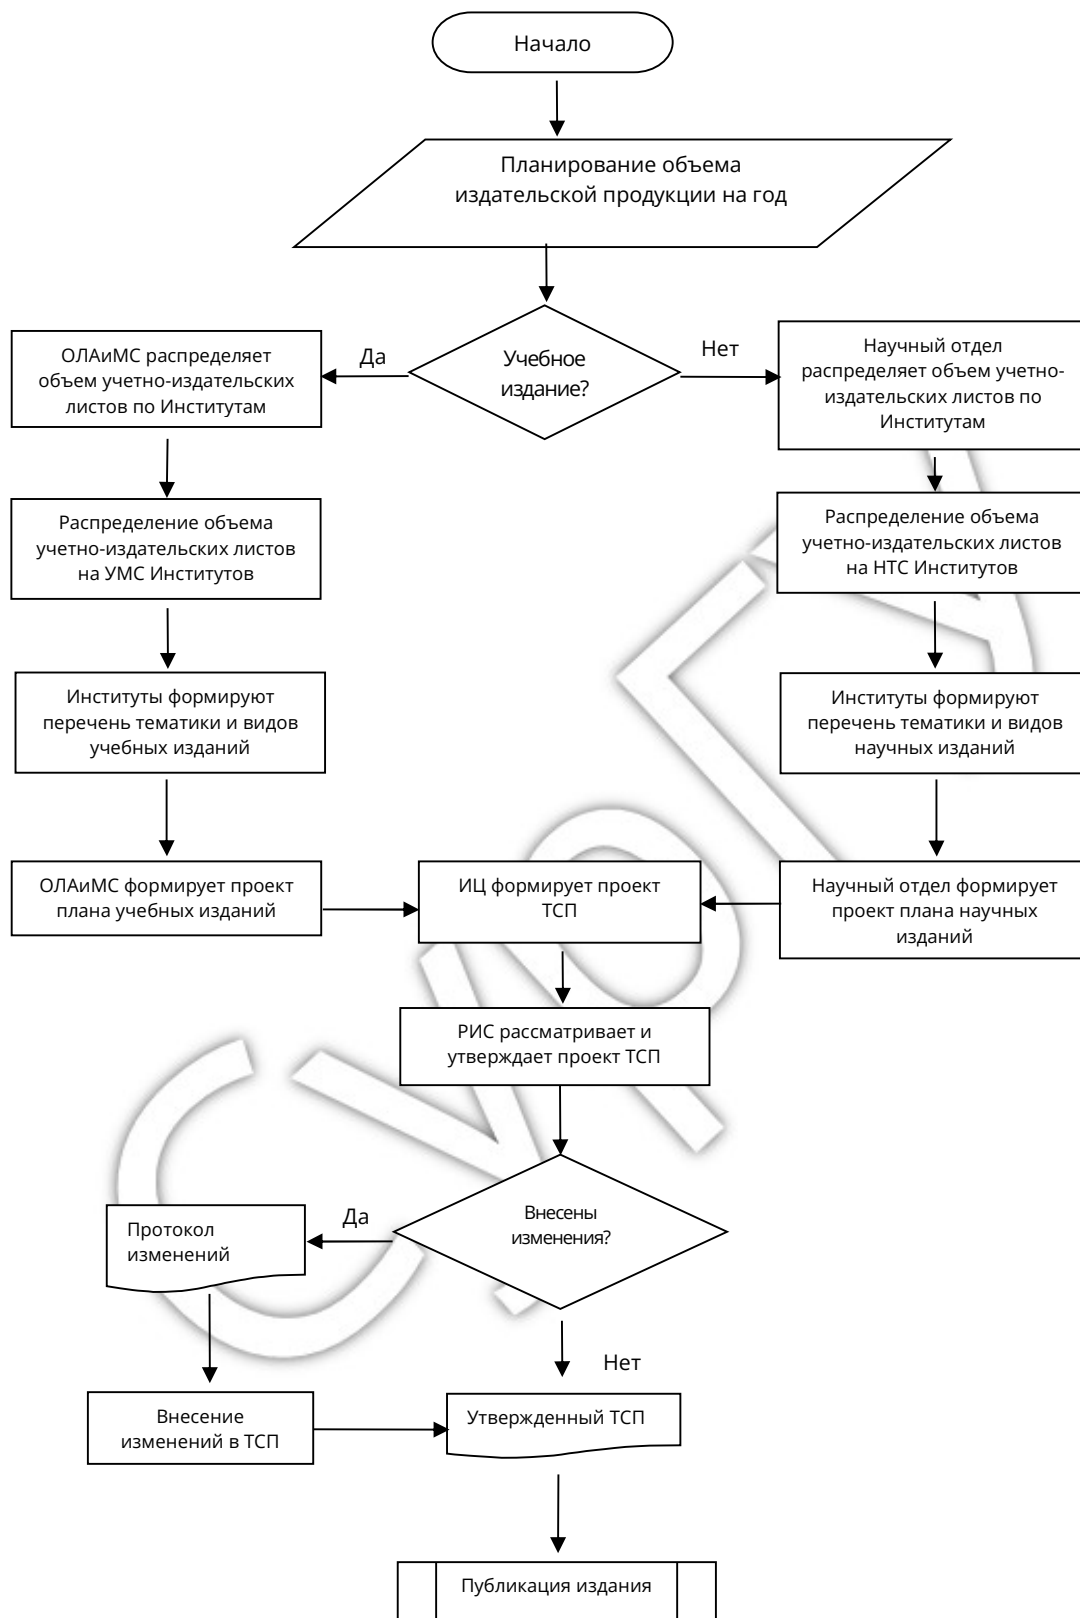 Начало
Планирование объема
издательской продукции на год
Учебное
издание?
Да
Нет
ОЛАиМС распределяет
объем учетно-издательских
листов по Институтам
Научный отдел
распределяет объем учетно-
издательских листов по
Институтам
Распределение объема
учетно-издательских листов
на УМС Институтов
Распределение объема
учетно-издательских листов
на НТС Институтов
Институты формируют
перечень тематики и видов
учебных изданий
Институты формируют
перечень тематики и видов
научных изданий
ОЛАиМС формирует проект
плана учебных изданий
ИЦ формирует проект
ТСП
Научный отдел формирует
проект плана научных
изданий
РИС рассматривает и
утверждает проект ТСП
Внесены
изменения?
Да
Протокол
изменений
Нет
Внесение
изменений в ТСП
Утвержденный ТСП
Публикация издания